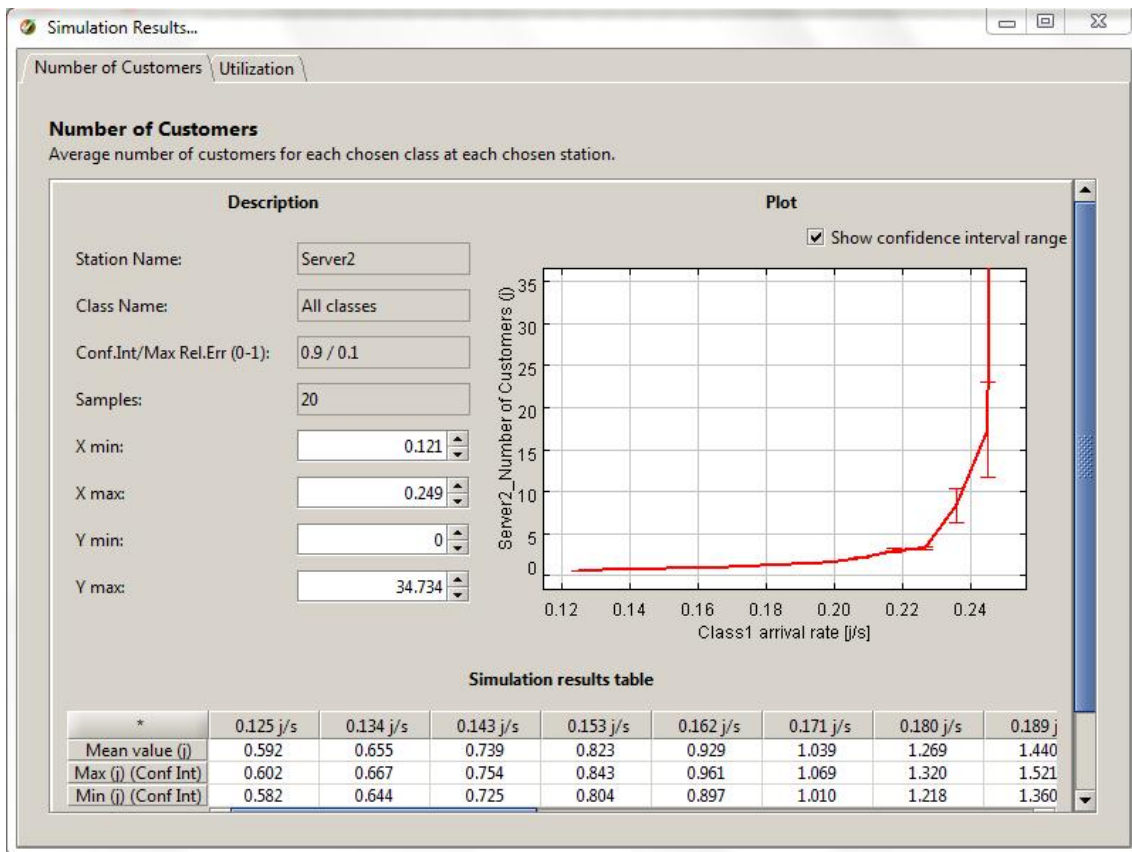 Simulation Results...
Number of Customers
Utilization
Number of Customers
Average number of customers for each chosen class at each chosen station.
Description
Station Name: Server2
Class Name: All classes
Conf.Int/Max Rel.Err (0-1): 0.9 / 0.1
Samples: 20
X min: 0.121
X max: 0.249
Y min: 0
Y max: 34.734
Plot
Show confidence interval range
Server2_Number of Customers (j)
35
30
25
20
15
10
5
0
0.12 0.14 0.16 0.18 0.20 0.22 0.24
Class1 arrival rate [j/s]
Simulation results table
* 0.125 j/s 0.134 j/s 0.143 j/s 0.153 j/s 0.162 j/s 0.171 j/s 0.180 j/s 0.189 j
Mean value (j) 0.592 0.655 0.739 0.823 0.929 1.039 1.269 1.440
Max (j) (Conf Int) 0.602 0.667 0.754 0.843 0.961 1.069 1.320 1.521
Min (j) (Conf Int) 0.582 0.644 0.725 0.804 0.897 1.010 1.218 1.360